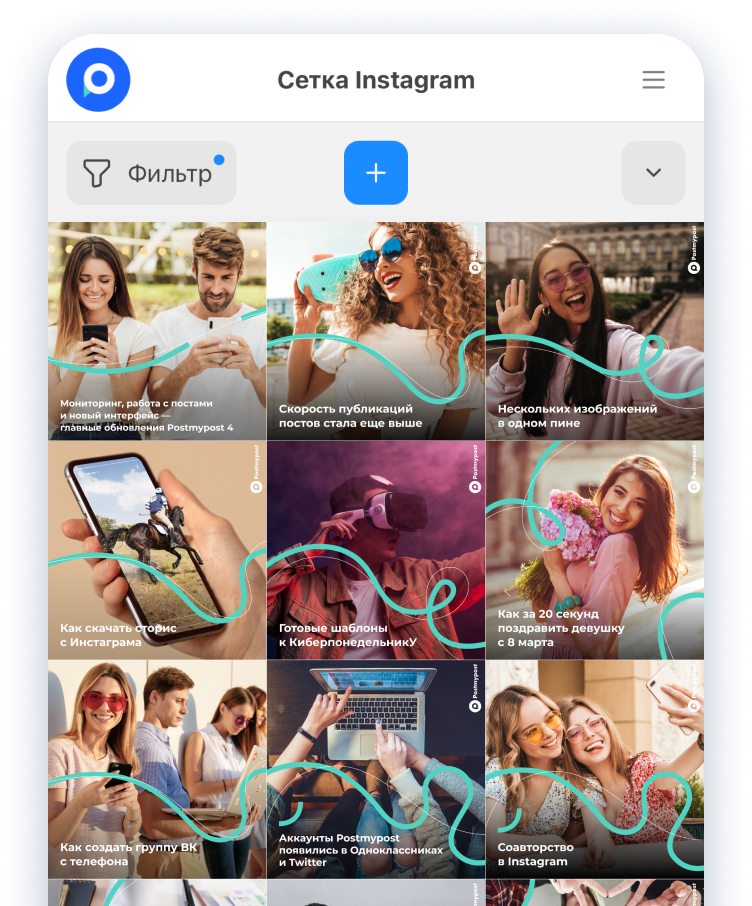 Сетка Instagram
Фильтр
Мониторинг, работа с постами
и новый интерфейс —
главные обновления Postmypost 4
Postmypost
Скорость публикаций
постов стала еще выше
Postmypost
Нескольких изображений
в одном пине
Postmypost
Как скачать сторис
с Инстаграма
Postmypost
Готовые шаблоны
к КиберпонедельникУ
Postmypost
Как за 20 секунд
поздравить девушку
с 8 марта
Как создать группу ВК
с телефона
Postmypost
Аккаунты Postmypost
появились в Одноклассниках
и Twitter
Postmypost
Соавторство
в Instagram